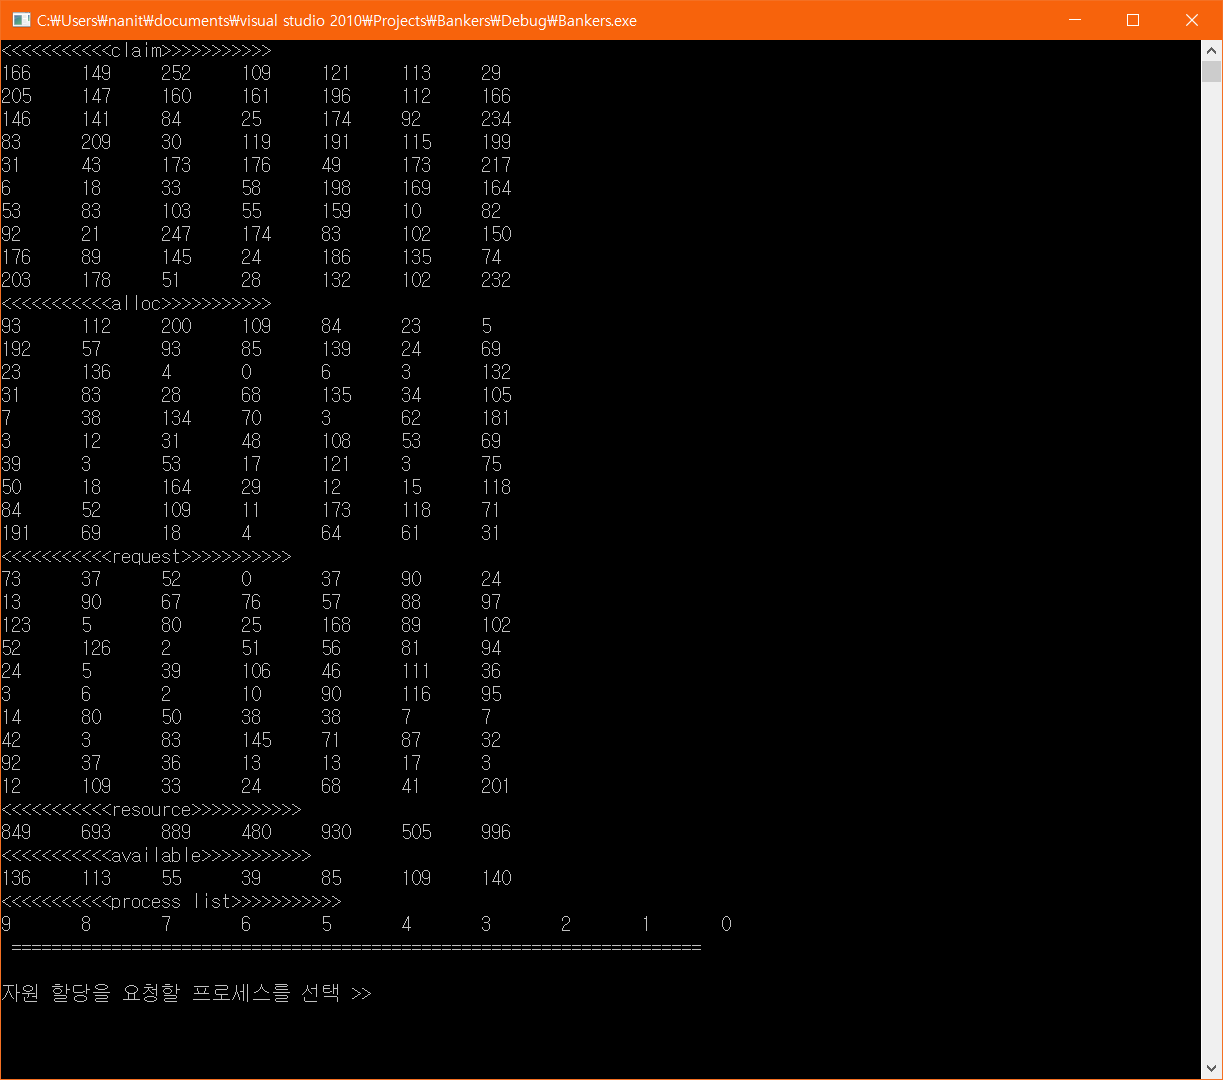 C:₩Users₩nanit₩documents₩visual studio 2010₩Projects₩Bankers₩Debug₩Bankers.exe
<<<<<<<<<<<claim>>>>>>>>>>>
166 149 252 109 121 113 29
205 147 160 161 196 112 166
146 141 84 25 174 92 234
83 209 30 119 191 115 199
31 43 173 176 49 173 217
6 18 33 58 198 169 164
53 83 103 55 159 10 82
92 21 247 174 83 102 150
176 89 145 24 186 135 74
203 178 51 28 132 102 232
<<<<<<<<<<<alloc>>>>>>>>>>>
93 112 200 109 84 23 5
192 57 93 85 139 24 69
23 136 4 0 6 3 132
31 83 28 68 135 34 105
7 38 134 70 3 62 181
3 12 31 48 108 53 69
39 3 53 17 121 3 75
50 18 164 29 12 15 118
84 52 109 11 173 118 71
191 69 18 4 64 61 31
<<<<<<<<<<<request>>>>>>>>>>>
73 37 52 0 37 90 24
13 90 67 76 57 88 97
123 5 80 25 168 89 102
52 126 2 51 56 81 94
24 5 39 106 46 111 36
3 6 2 10 90 116 95
14 80 50 38 38 7 7
42 3 83 145 71 87 32
92 37 36 13 13 17 3
12 109 33 24 68 41 201
<<<<<<<<<<<resource>>>>>>>>>>>
849 693 889 480 930 505 996
<<<<<<<<<<<available>>>>>>>>>>>
136 113 55 39 85 109 140
<<<<<<<<<<<process list>>>>>>>>>>>
9 8 7 6 5 4 3 2 1 0
=====================================================================
자원 할당을 요청할 프로세스를 선택 >>